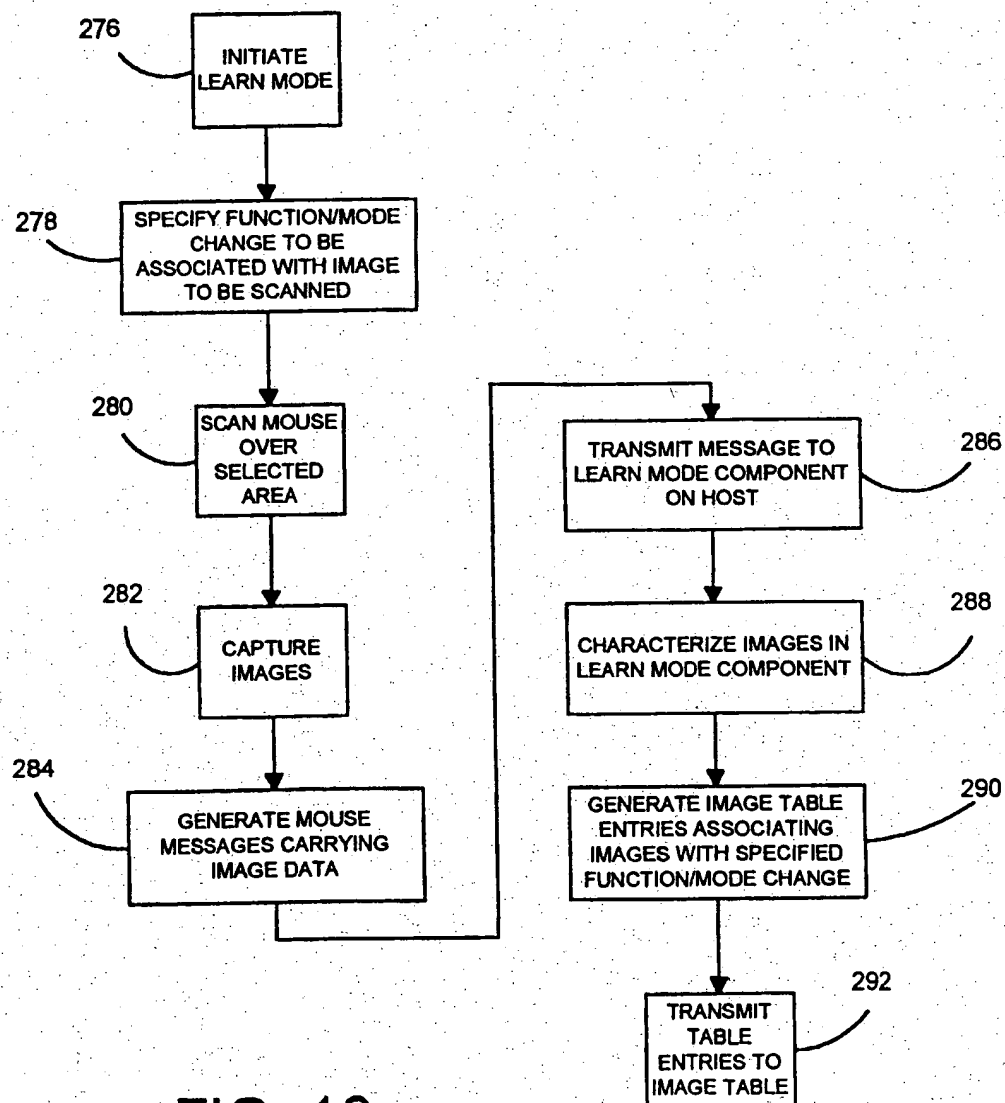 276
INITIATE
LEARN MODE
278
SPECIFY FUNCTION/MODE
CHANGE TO BE
ASSOCIATED WITH IMAGE
TO BE SCANNED
280
SCAN MOUSE
OVER
SELECTED
AREA
282
CAPTURE
IMAGES
284
GENERATE MOUSE
MESSAGES CARRYING
IMAGE DATA
TRANSMIT MESSAGE TO
LEARN MODE COMPONENT
ON HOST
286
CHARACTERIZE IMAGES IN
LEARN MODE COMPONENT
288
GENERATE IMAGE TABLE
ENTRIES ASSOCIATING
IMAGES WITH SPECIFIED
FUNCTION/MODE CHANGE
290
TRANSMIT
TABLE
ENTRIES TO
IMAGE TABLE
292